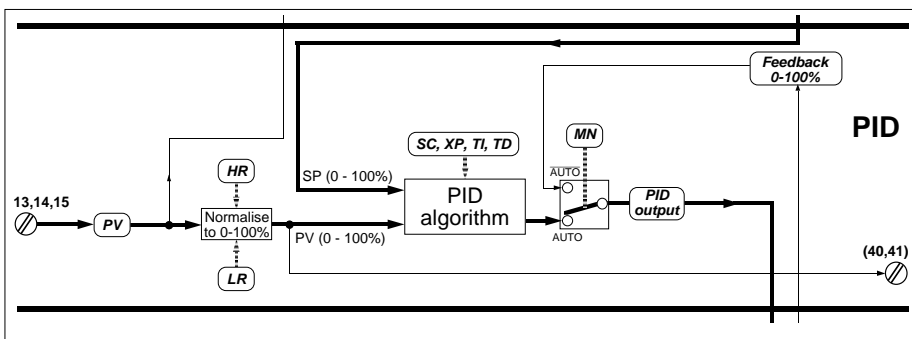 Feedback
0-100%
PID
SC, XP, TI, TD
MN
HR
SP (0 - 100%)
AUTO
13,14,15
PV
Normalise
to 0-100%
PID
algorithm
PID
output
PV (0 - 100%)
AUTO
(40,41)
LR